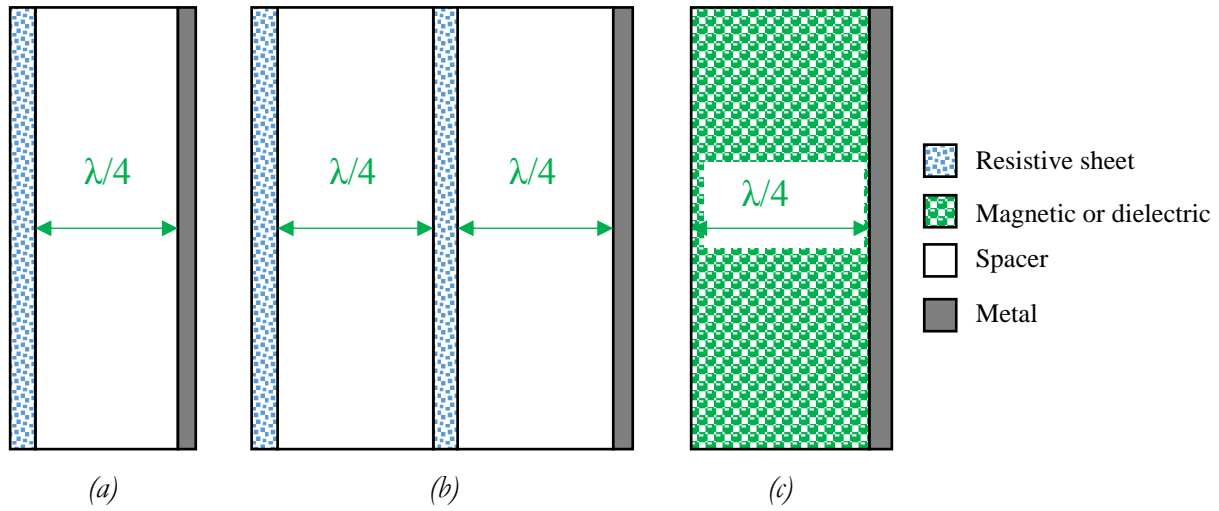 λ/4
λ/4
λ/4
λ/4
Resistive sheet
Magnetic or dielectric
Spacer
Metal
(a)
(b)
(c)